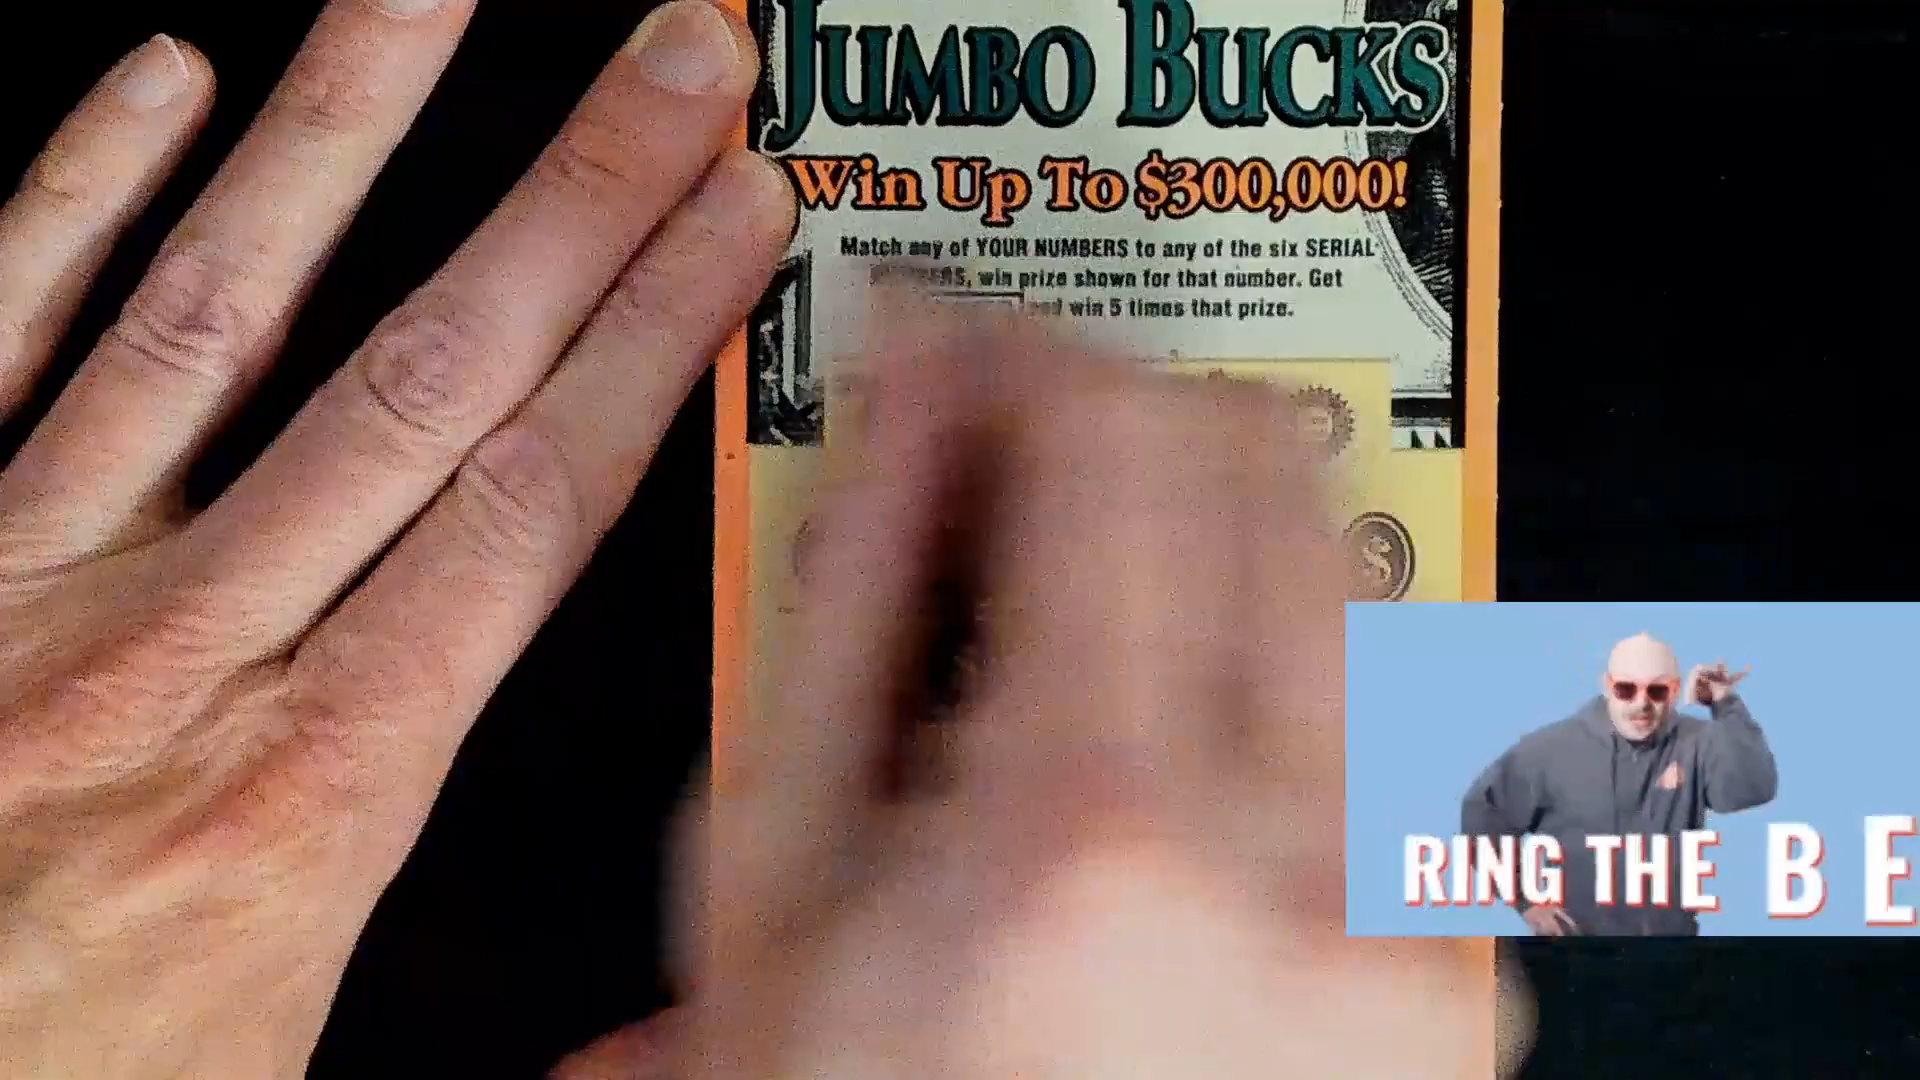 JUMBO BUCKS
Win Up To $300,000!
Match any of YOUR NUMBERS to any of the six SERIAL
win prize shown for that number. Get
win 5 times that prize.
$
RING THE B E